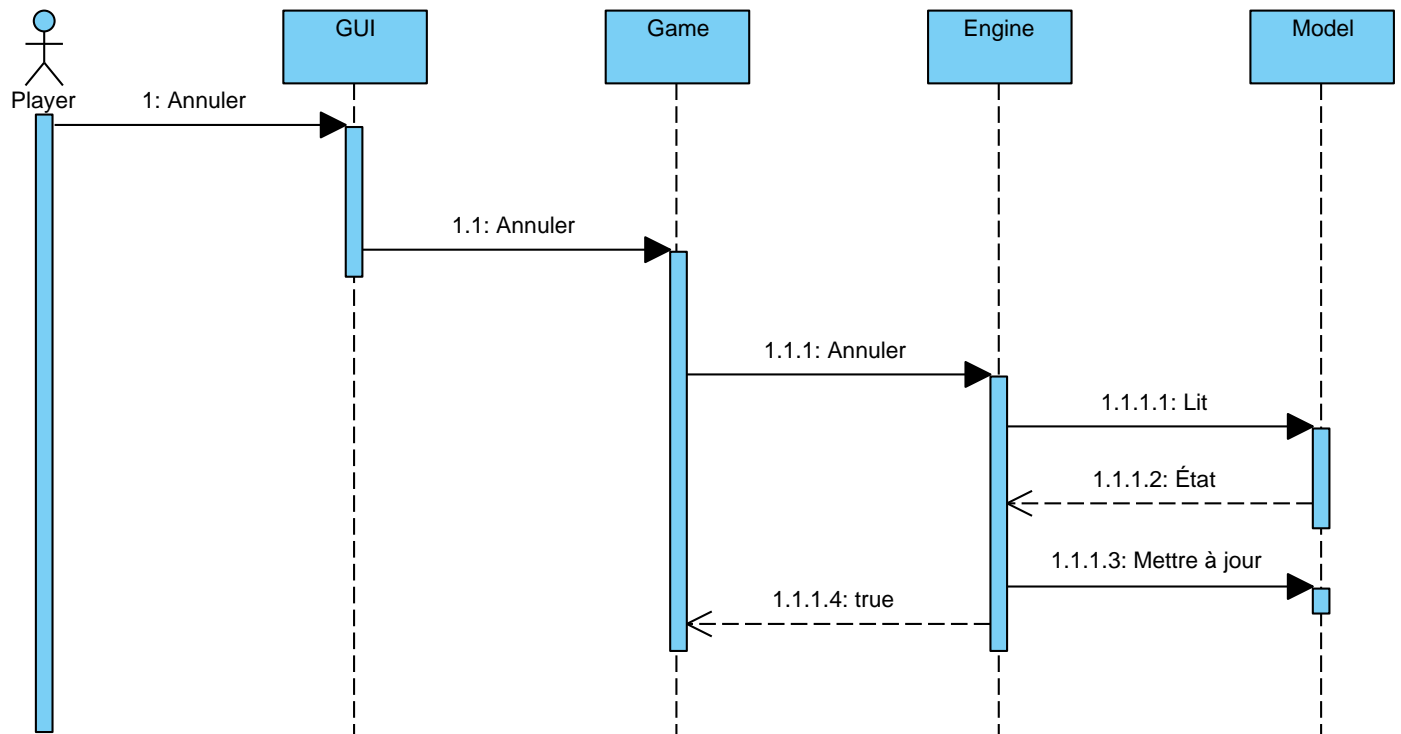 GUI
Game
Engine
Model
Player
1: Annuler
1.1: Annuler
1.1.1: Annuler
1.1.1.1: Lit
1.1.1.2: État
1.1.1.3: Mettre à jour
1.1.1.4: true